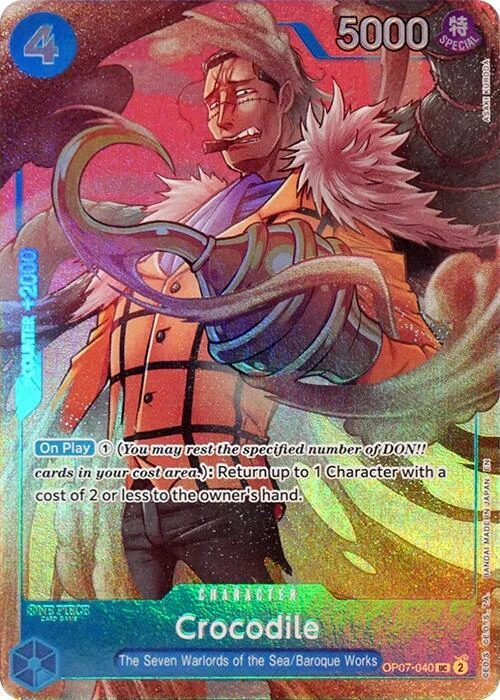 4
5000
特
SPECIAL
ASAKI KURODA
COUNTER +2000
On Play ① (You may rest the specified number of DON!!
cards in your cost area.): Return up to 1 Character with a
cost of 2 or less to the owner's hand.
CHARACTER
ONE PIECE
CARD GAME
Crocodile
The Seven Warlords of the Sea/Baroque Works
OP07-040 UC 2
BANDAI MADE IN JAPAN EN